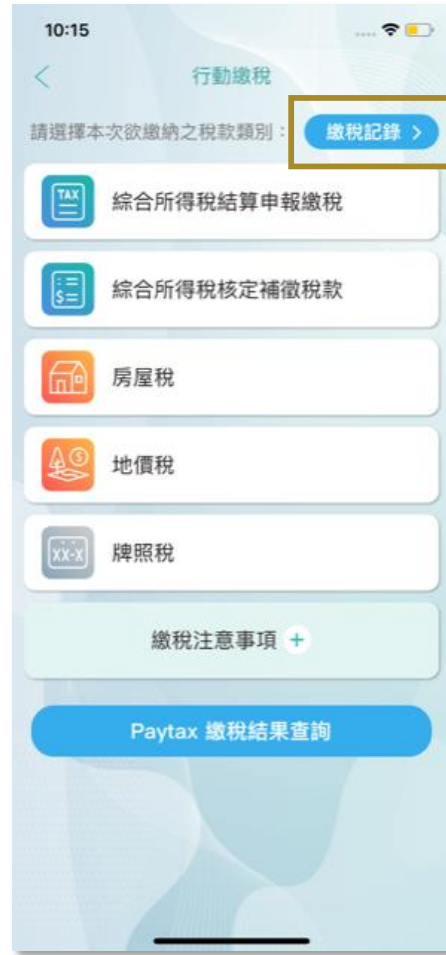 10:15
行動繳稅
請選擇本次欲繳納之稅款類別：
繳稅記錄
TAX
綜合所得稅結算申報繳稅
$
綜合所得稅核定補徵稅款
房屋稅
$
地價稅
XX-X
牌照稅
繳稅注意事項 +
Paytax 繳稅結果查詢